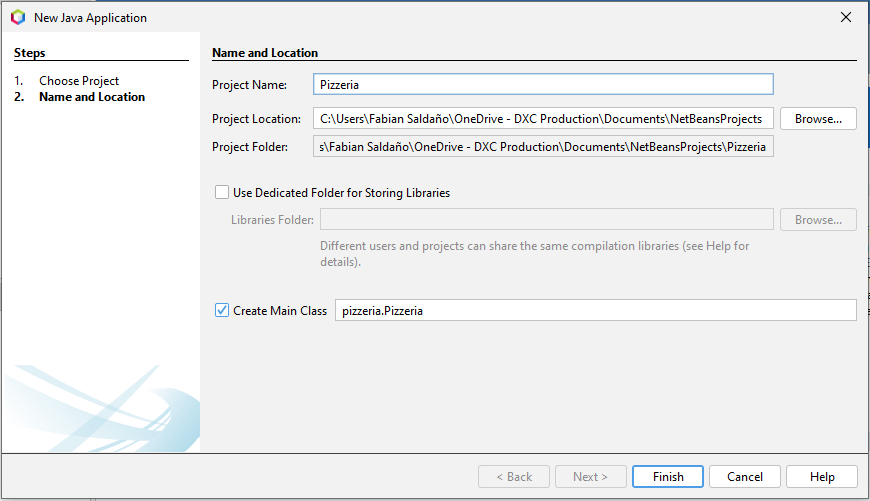 New Java Application
Steps
1. Choose Project
2. Name and Location
Name and Location
Project Name: Pizzeria
Project Location: C:\Users\Fabian Saldaño\OneDrive - DXC Production\Documents\NetBeansProjects Browse...
Project Folder: s\Fabian Saldaño\OneDrive - DXC Production\Documents\NetBeansProjects\Pizzeria
Use Dedicated Folder for Storing Libraries
Libraries Folder: Browse...
Different users and projects can share the same compilation libraries (see Help for
details).
Create Main Class pizzeria.Pizzeria
< Back Next > Finish Cancel Help